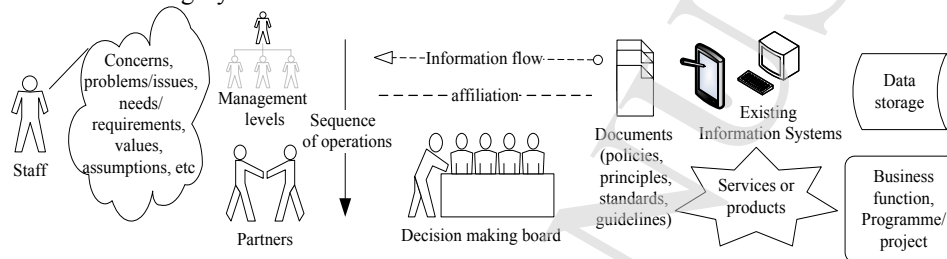 Concerns,
problems/issues,
needs/
requirements,
values,
assumptions, etc
Staff
Management
levels
Partners
Sequence
of operations
Information flow
affiliation
Decision making board
Documents
(policies,
principles,
standards,
guidelines)
Existing
Information Systems
Services or
products
Data
storage
Business
function,
Programme/
project